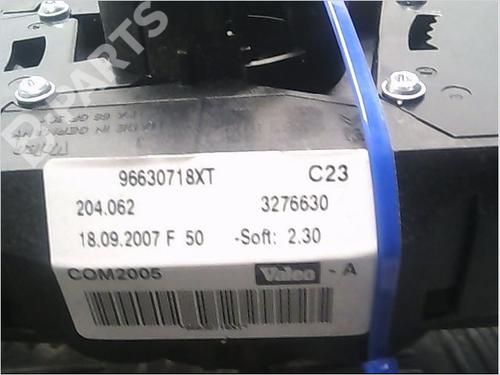 B-PARTS
96630718XT C23
204.062 3276630
18.09.2007 F 50 -Soft: 2.30
COM2005 Valeo - A